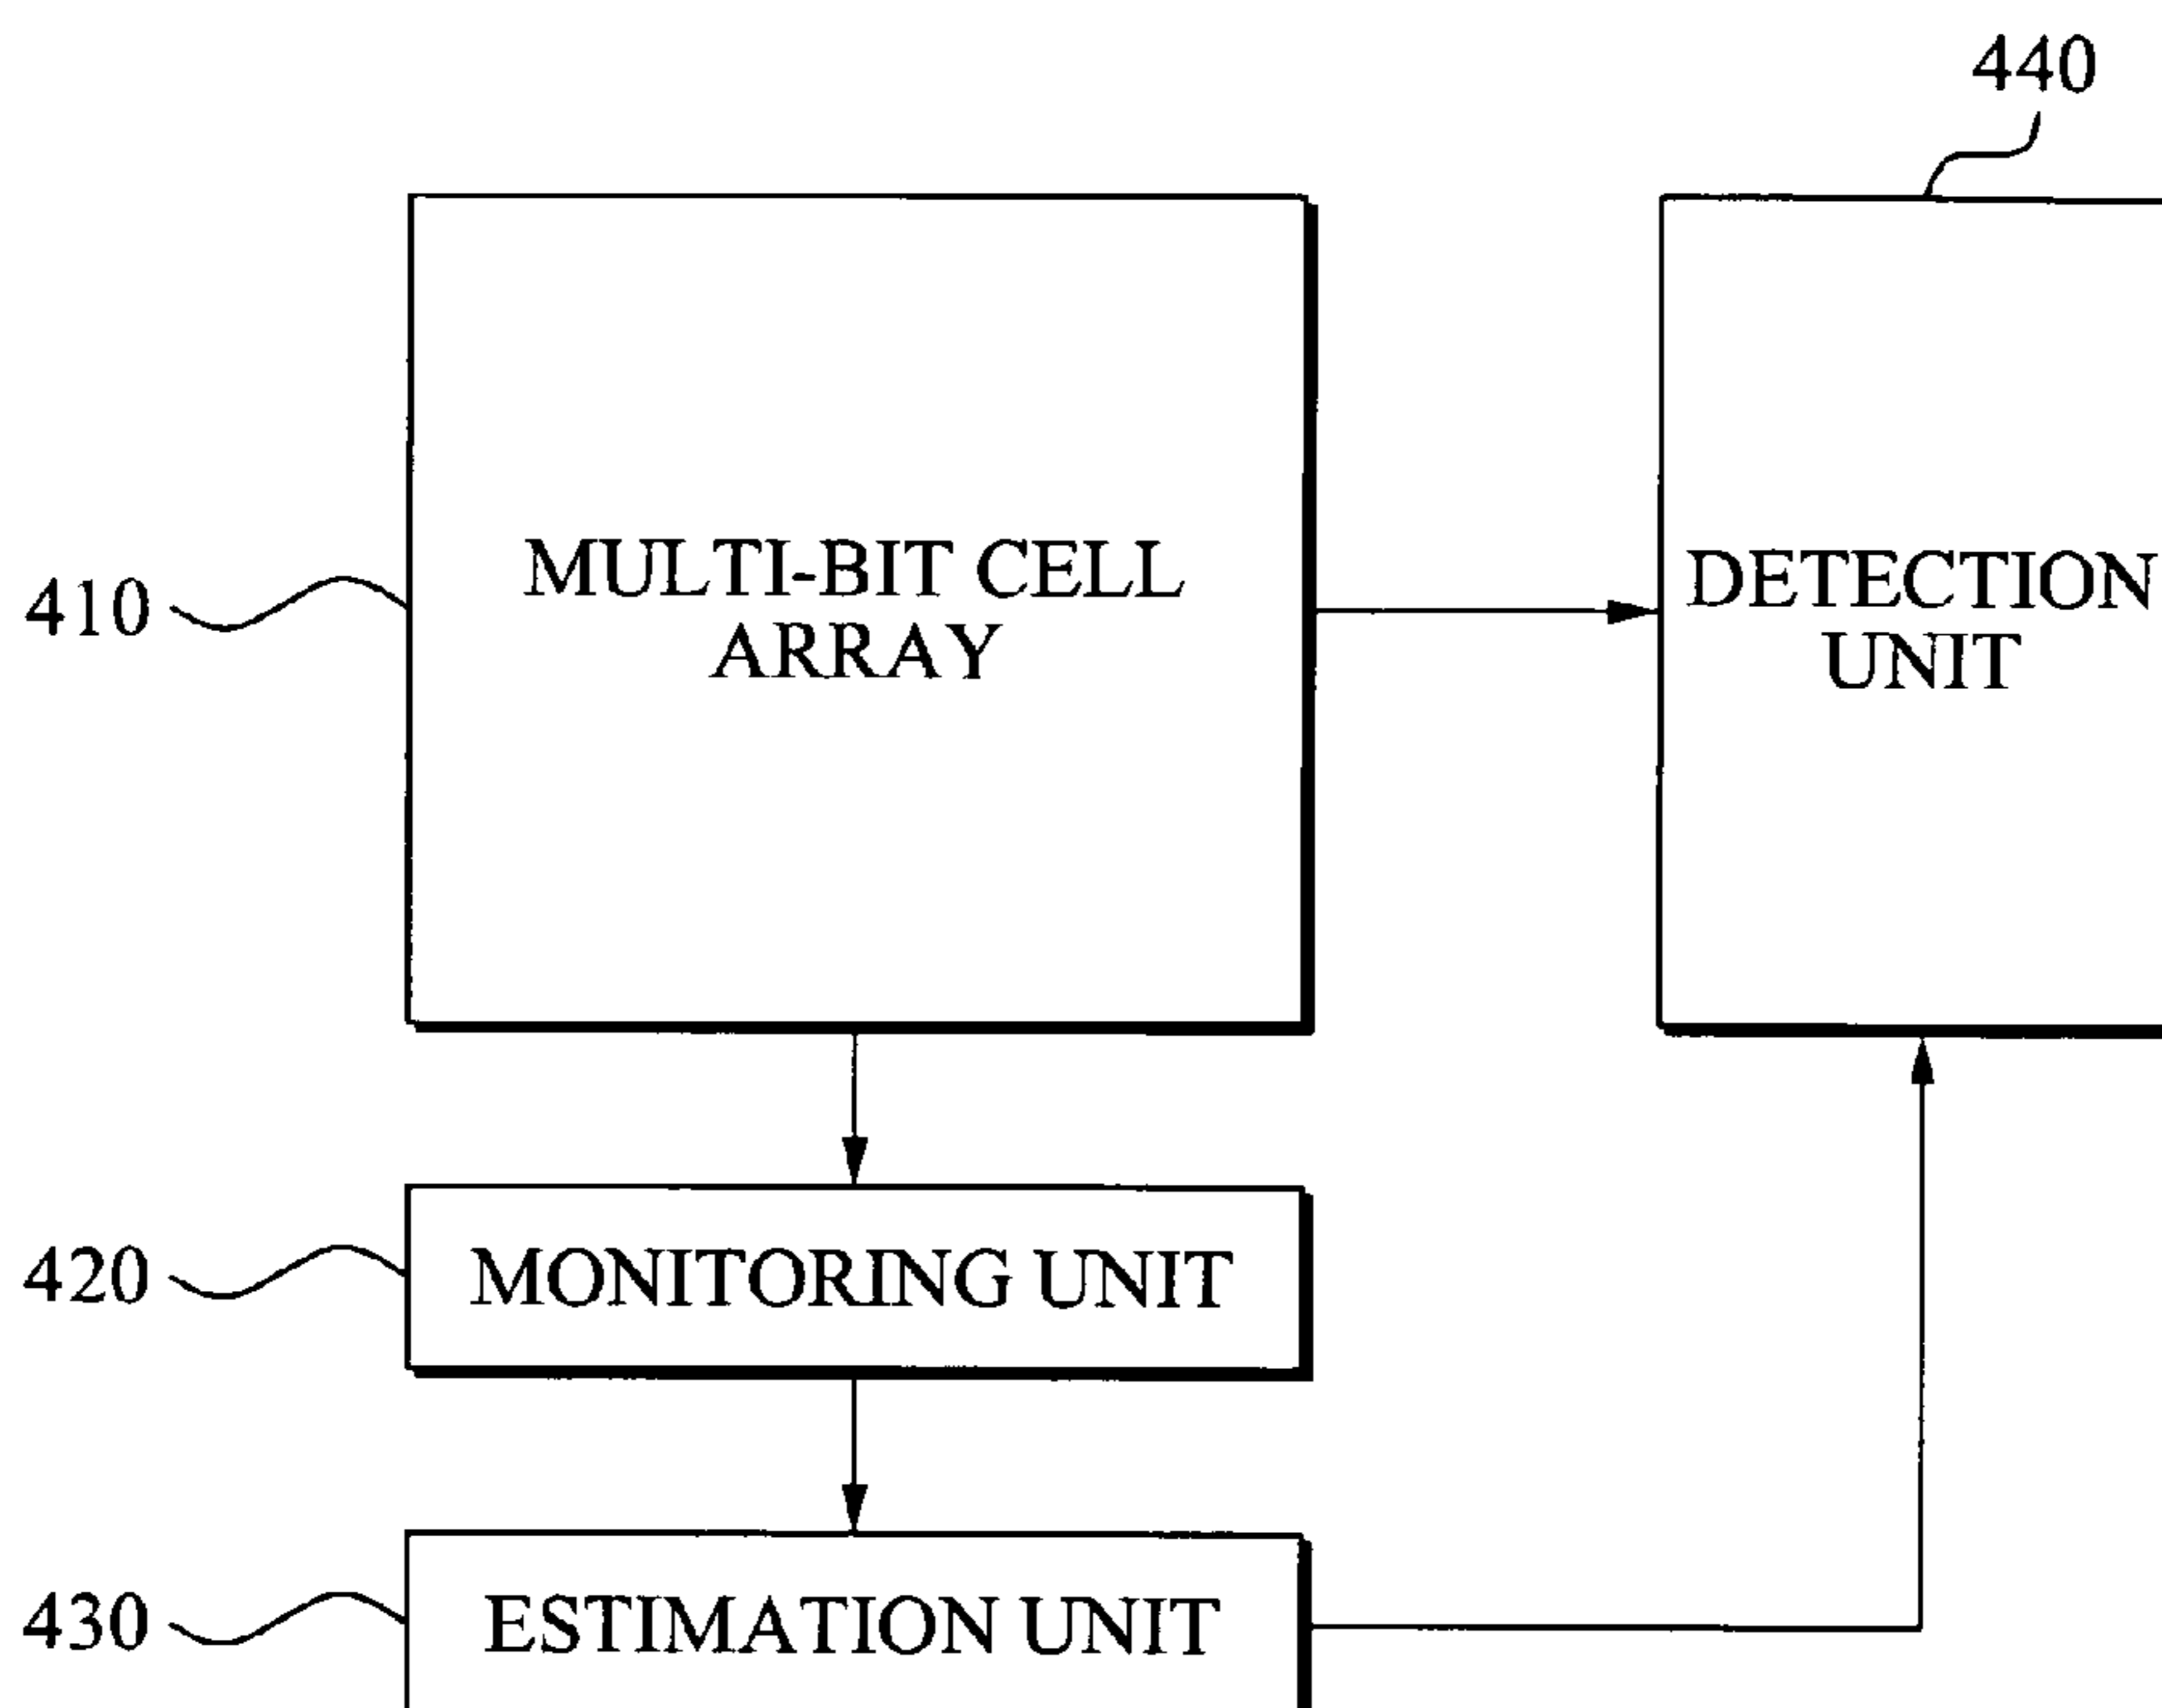 440
MULTI-BIT CELL
ARRAY
410
DETECTION
UNIT
420
MONITORING UNIT
430
ESTIMATION UNIT